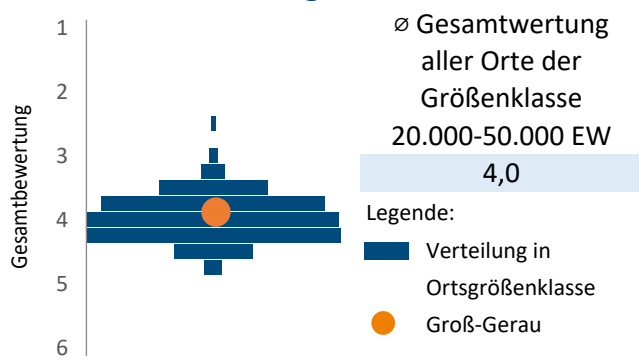 1
2
3
4
5
6
Gesamtbewertung
⌀ Gesamtwertung
aller Orte der
Größenklasse
20.000-50.000 EW
4,0
Legende:
Verteilung in
Ortsgrößenklasse
Groß-Gerau